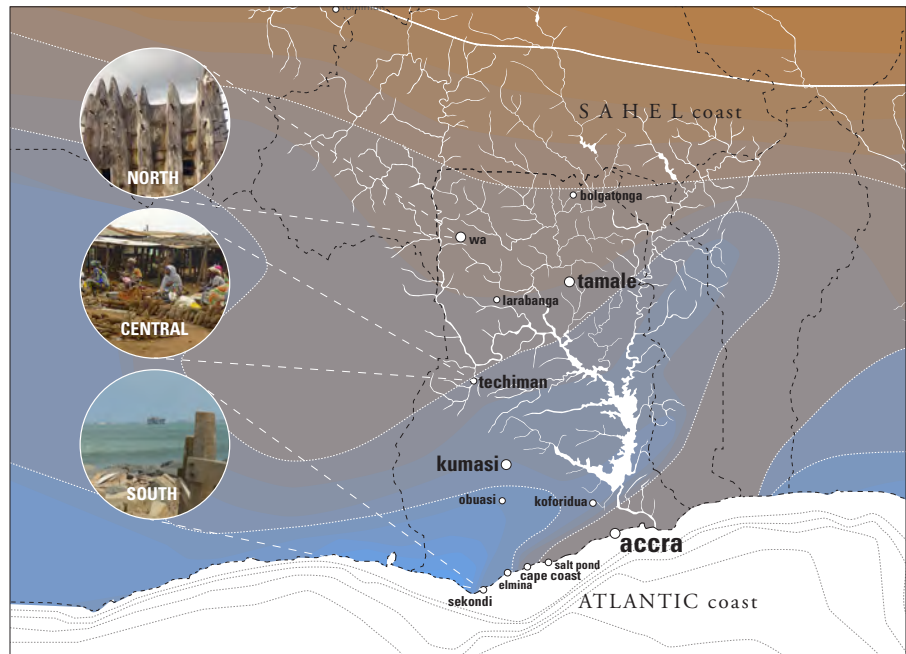 SAHEL coast
NORTH
bolgatonga
wa
CENTRAL
tamale
larabanga
techiman
SOUTH
kumasi
obuasi
koforidua
accra
salt pond
cape coast
elmina
sekondi
ATLANTIC coast